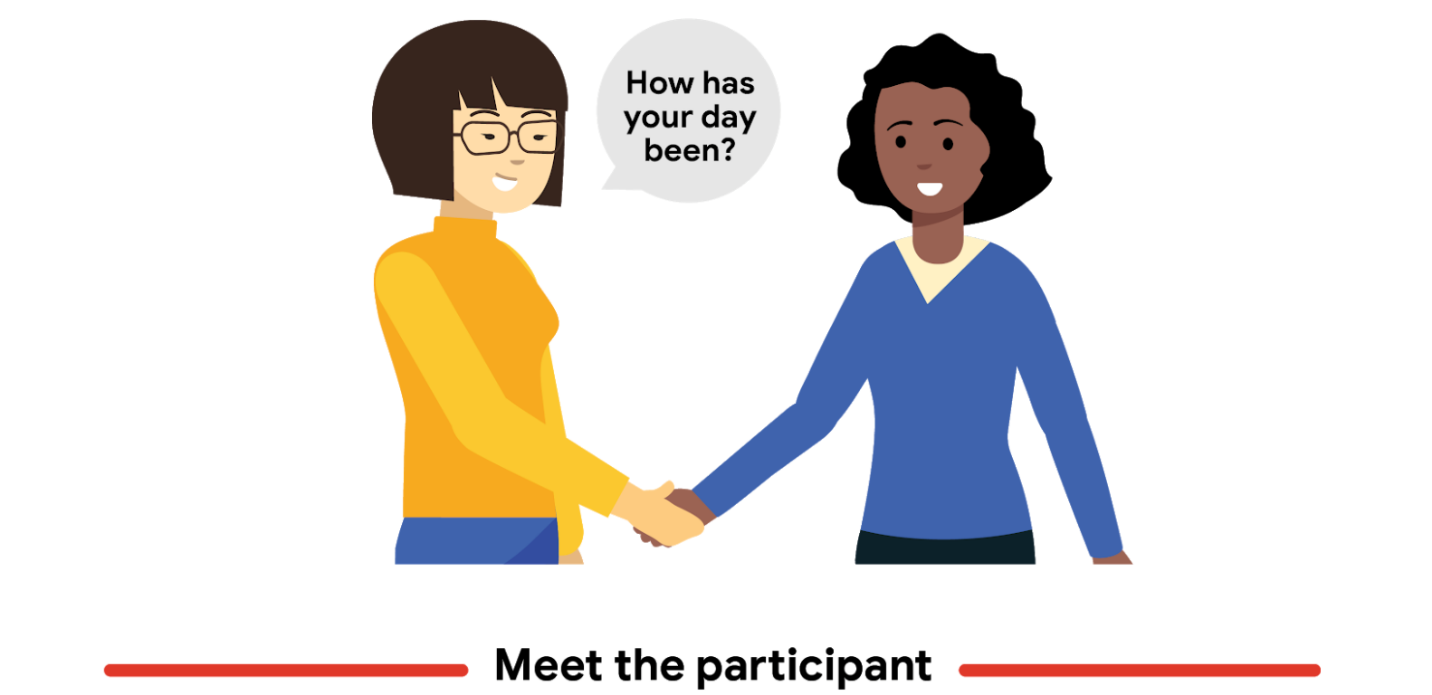 How has
your day
been?
Meet the participant